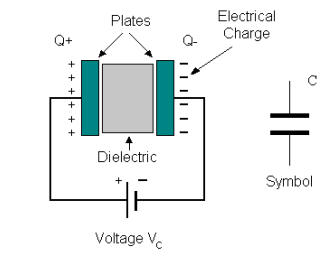 Plates
Electrical
Charge
Q+
Q-
+
+
+
+
+
+
−
−
−
−
−
−
C
Dielectric
+ −
Symbol
Voltage VC